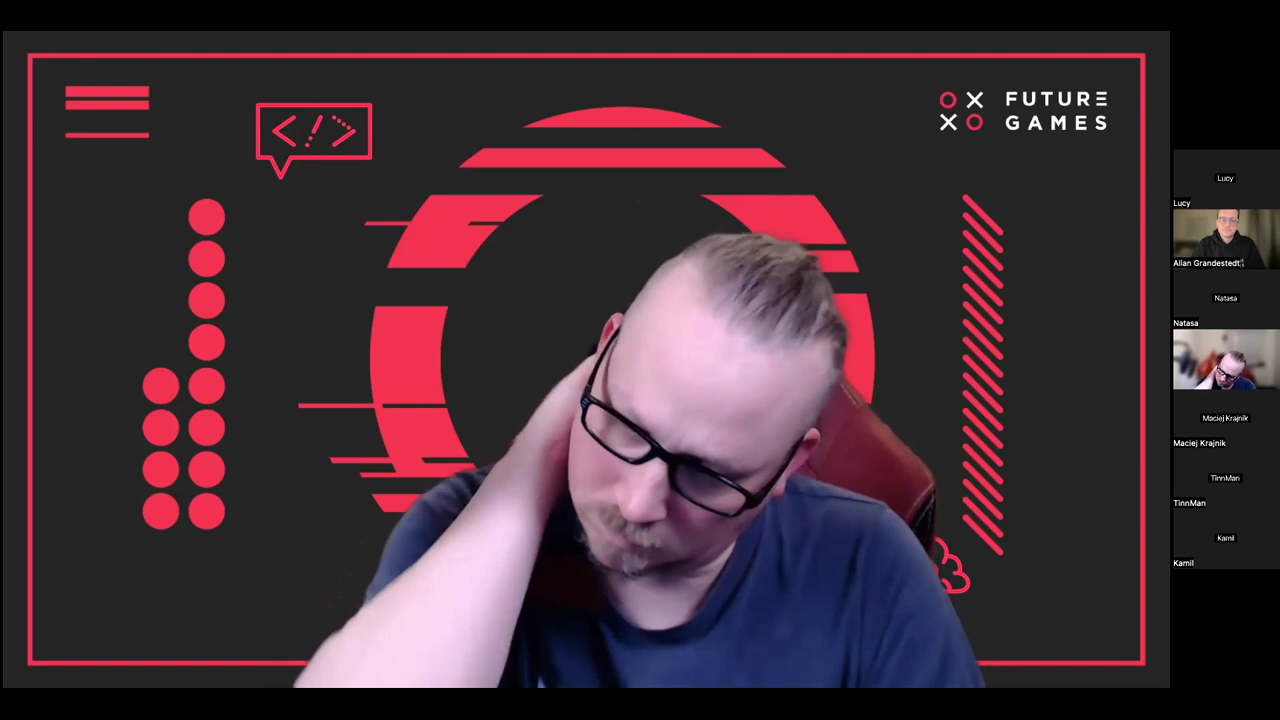 <!/>
FUTURE
GAMES
Lucy
Lucy
Allan Grandestedt
Natasa
Natasa
Maciej Krajnik
Maciej Krajnik
TinnMan
TinnMan
Kamil
Kamil